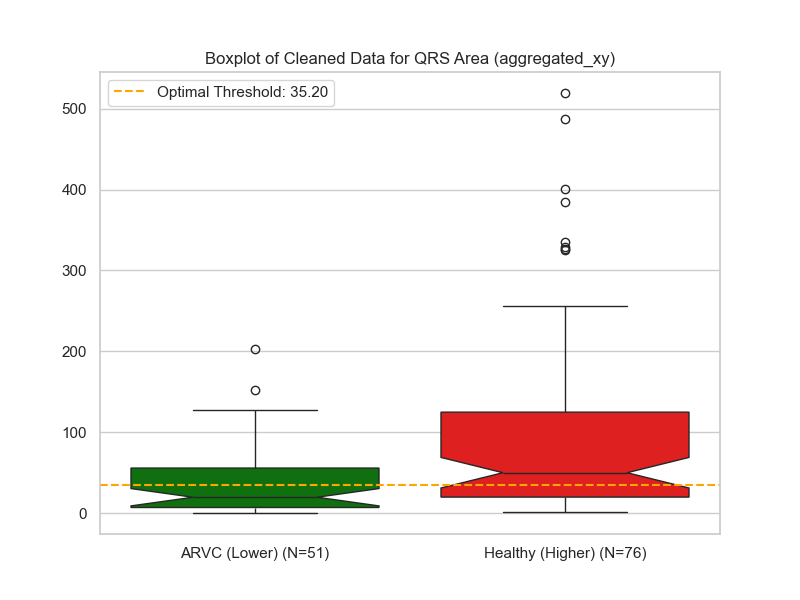 Boxplot of Cleaned Data for QRS Area (aggregated_xy)
Optimal Threshold: 35.20
500
400
300
200
100
0
ARVC (Lower) (N=51)
Healthy (Higher) (N=76)